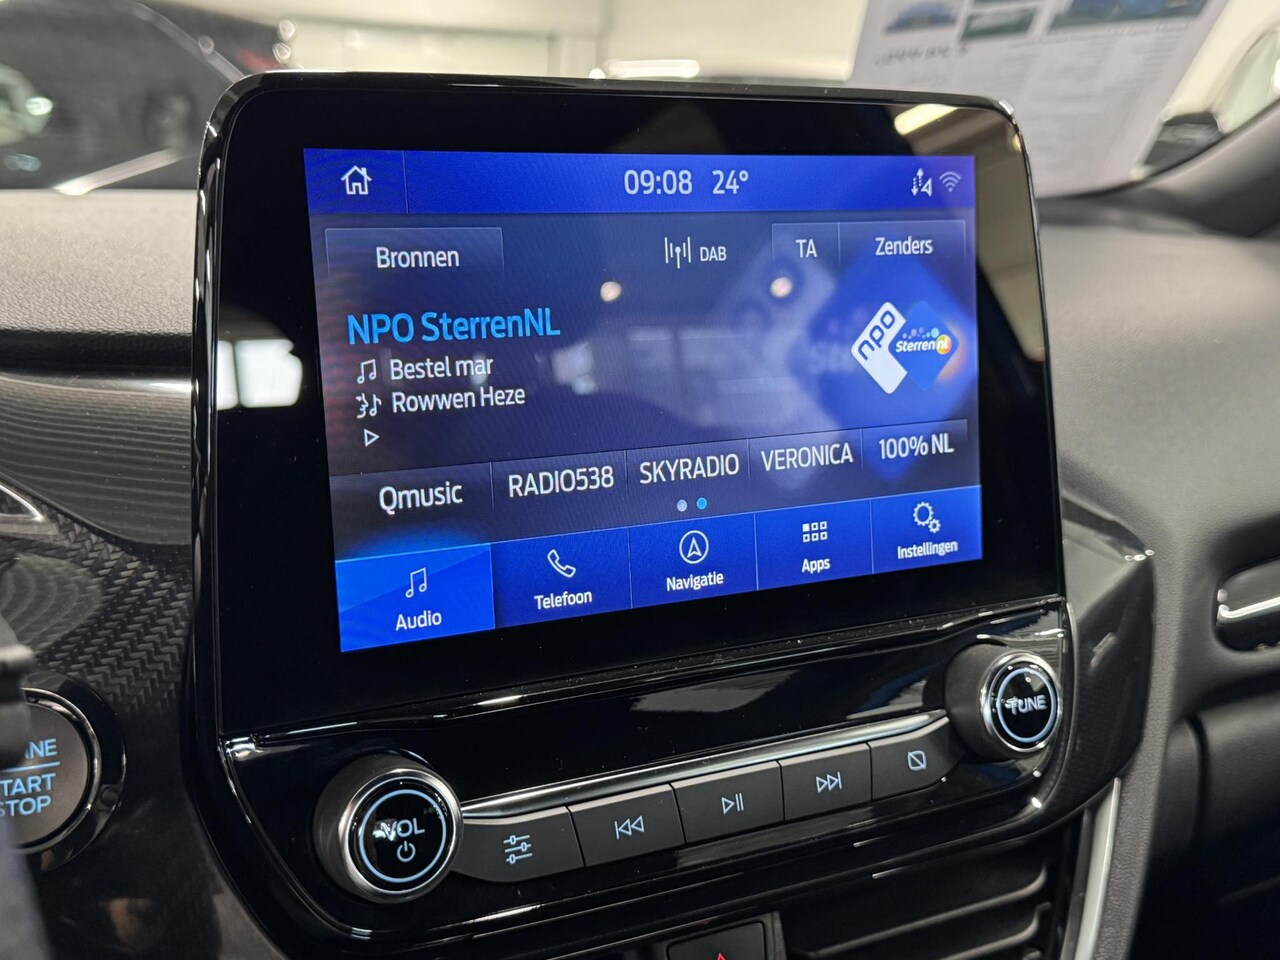 09:08 24°
Bronnen
DAB
TA
Zenders
NPO SterrenNL
Bestel mar
Rowwen Heze
npo
Sterren nl
Qmusic
RADIO538
SKYRADIO
VERONICA
100% NL
Audio
Telefoon
Navigatie
Apps
Instellingen
VOL
TUNE
INE
START
STOP